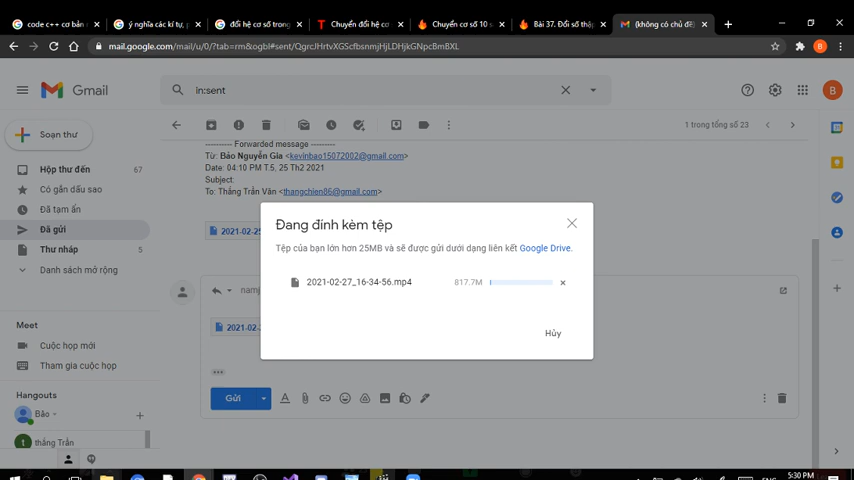 code c++ cơ bản
ý nghĩa các kí tự, p
đổi hệ cơ số trong
Chuyển đổi hệ cơ
Chuyển cơ số 10 s
Bài 37. Đổi số thập
(không có chủ đề)
mail.google.com/mail/u/0/?tab=rm&ogbl#sent/QgrcJHrtvXGScfbsnmjHjLDHjkGNpcBmBXL
Gmail
in:sent
Soạn thư
1 trong tổng số 23
---------- Forwarded message ---------
Từ: Bảo Nguyễn Gia <kevinbao15072002@gmail.com>
Date: 04:10 PM T.5, 25 Th2 2021
Subject:
To: Thắng Trần Văn <thangchien86@gmail.com>
Hộp thư đến 67
Có gắn dấu sao
Đã tạm ẩn
Đã gửi
Thư nháp 5
Danh sách mở rộng
2021-02-25
Đang đính kèm tệp
Tệp của bạn lớn hơn 25MB và sẽ được gửi dưới dạng liên kết Google Drive.
2021-02-27_16-34-56.mp4 817.7M
Hủy
namj
2021-02-
Meet
Cuộc họp mới
Tham gia cuộc họp
Hangouts
Bảo
thắng Trần
Gửi
5:30 PM
ENG